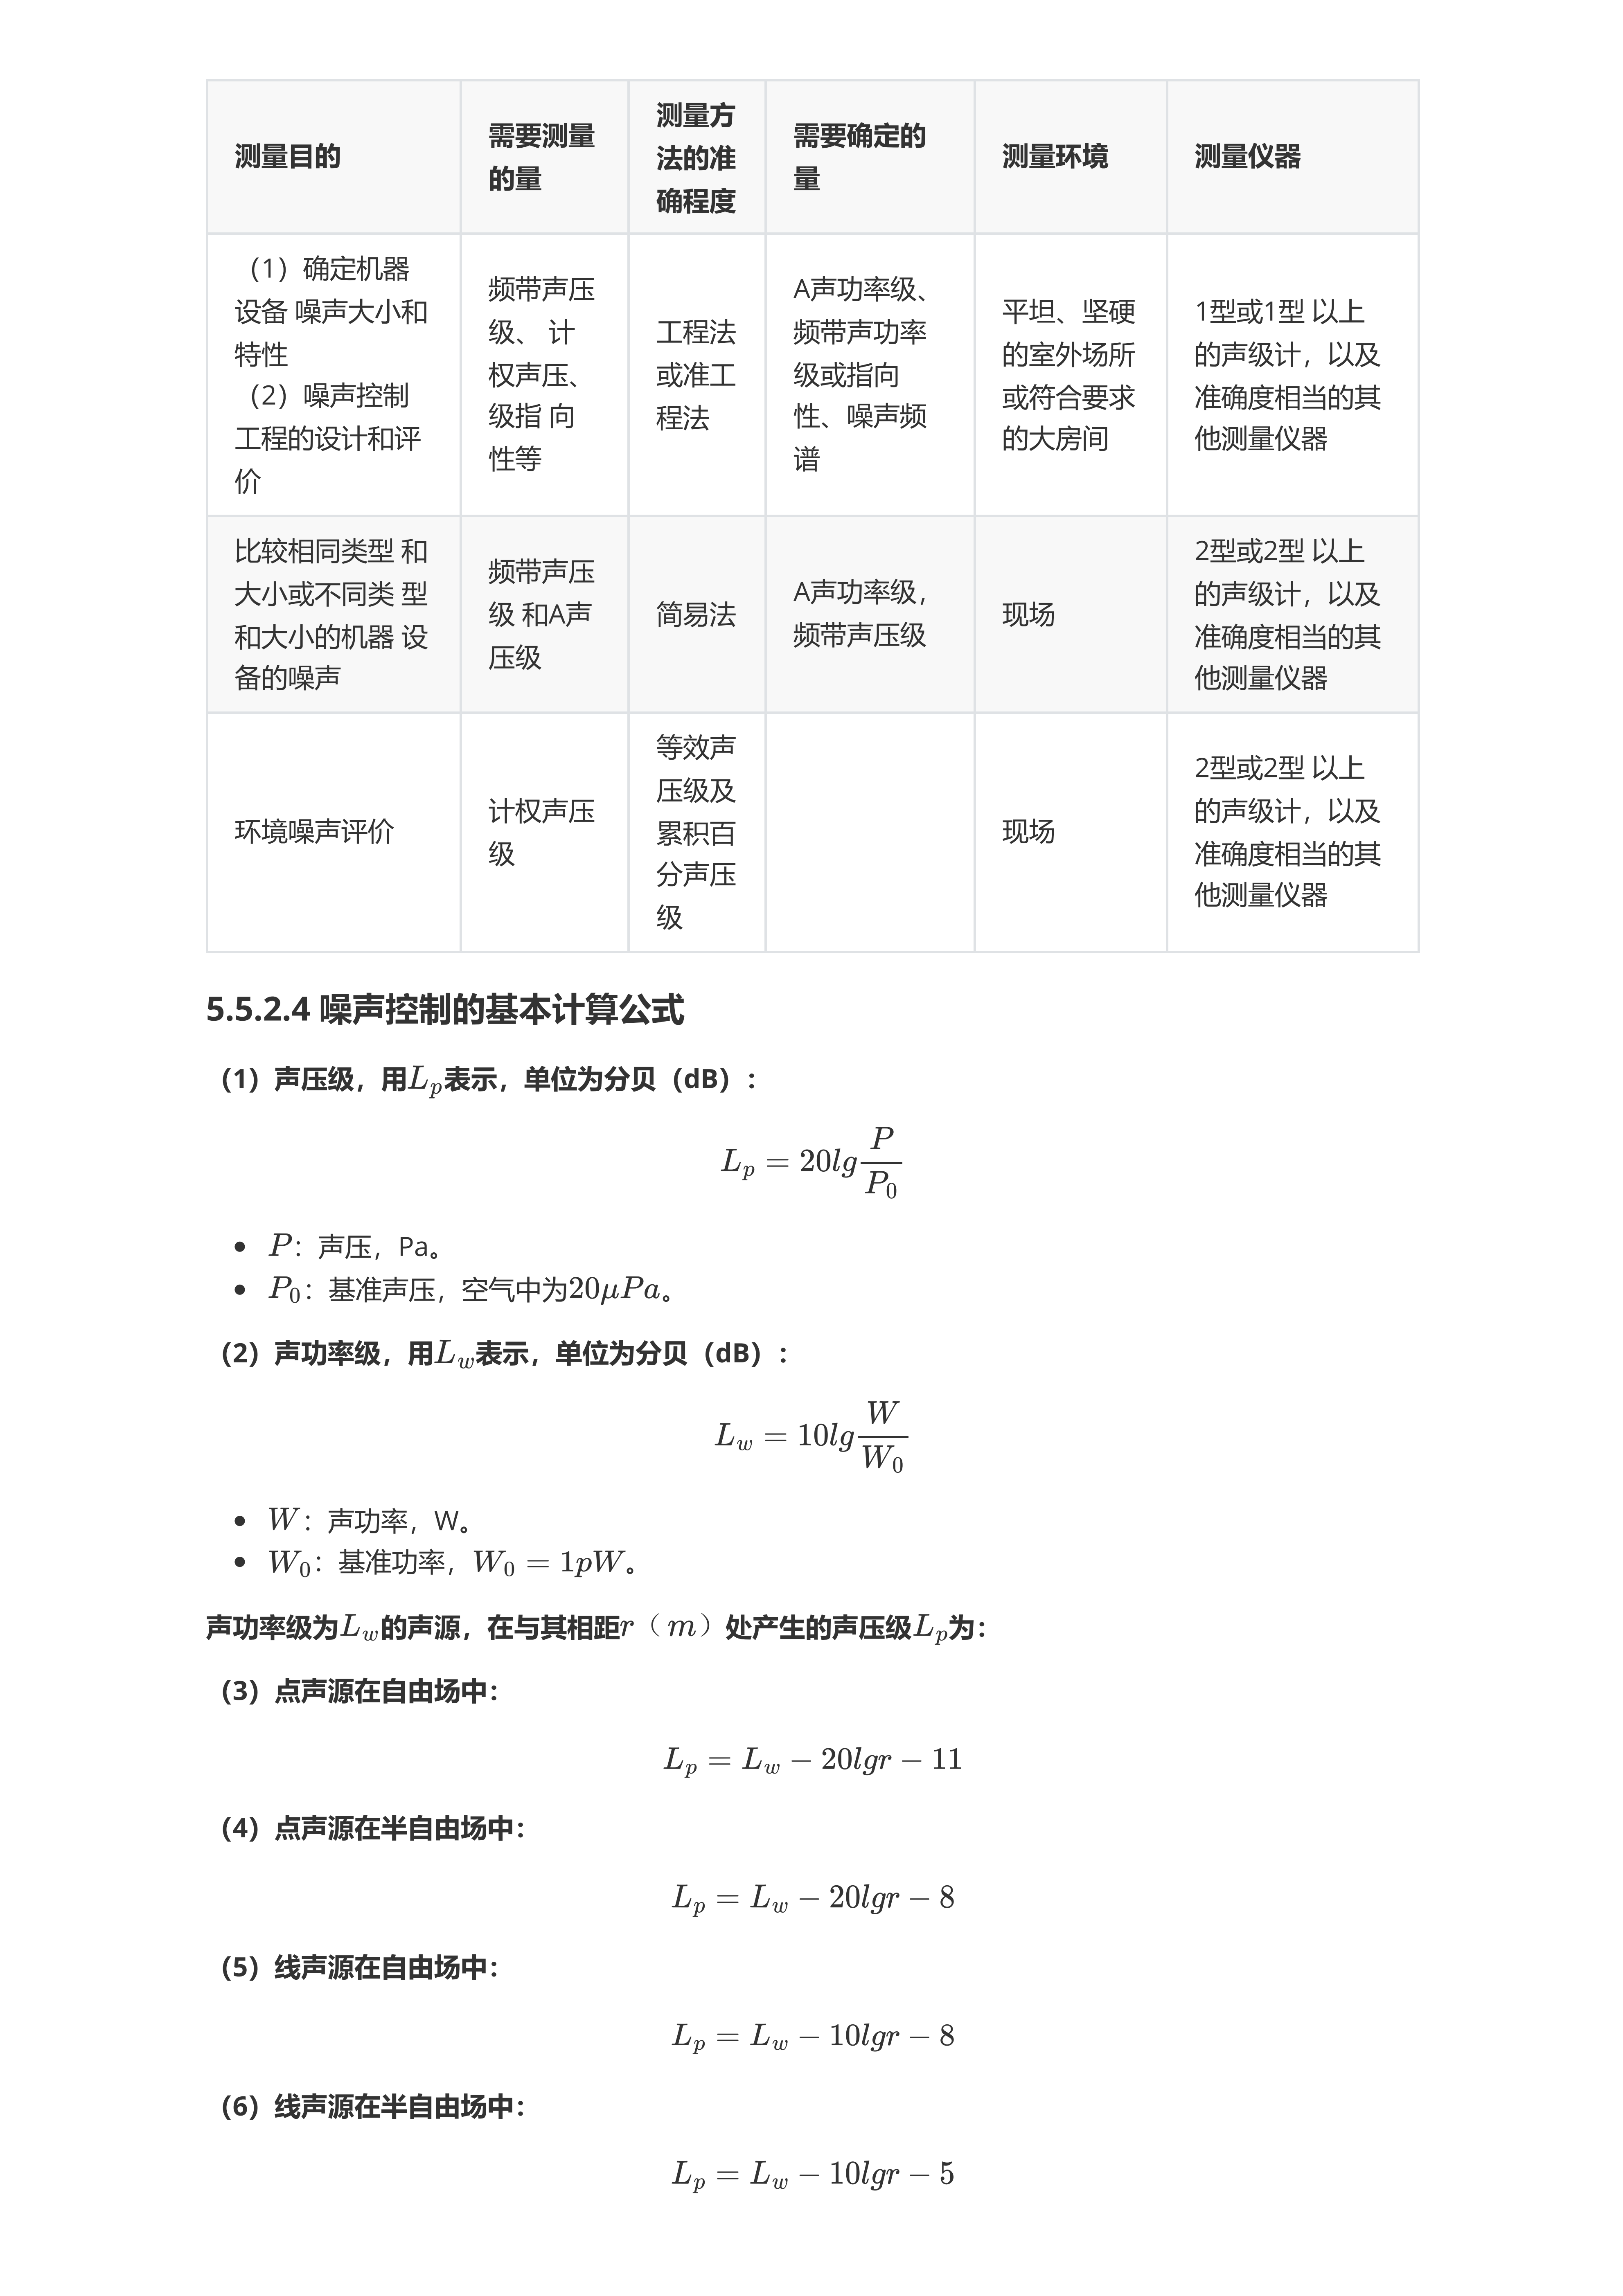 测量目的
需要测量
的量
测量方
法的准
确程度
需要确定的
量
测量环境
测量仪器
（1）确定机器
设备 噪声大小和
特性
（2）噪声控制
工程的设计和评
价
频带声压
级、 计
权声压、
级指 向
性等
工程法
或准工
程法
A声功率级、
频带声功率
级或指向
性、噪声频
谱
平坦、坚硬
的室外场所
或符合要求
的大房间
1型或1型 以上
的声级计，以及
准确度相当的其
他测量仪器
比较相同类型 和
大小或不同类 型
和大小的机器 设
备的噪声
频带声压
级 和A声
压级
简易法
A声功率级，
频带声压级
现场
2型或2型 以上
的声级计，以及
准确度相当的其
他测量仪器
环境噪声评价
计权声压
级
等效声
压级及
累积百
分声压
级
现场
2型或2型 以上
的声级计，以及
准确度相当的其
他测量仪器
5.5.2.4 噪声控制的基本计算公式
（1）声压级，用L_p表示，单位为分贝（dB）：
L_p = 20lg\frac{P}{P_0}
• P：声压，Pa。
• P_0：基准声压，空气中为20μPa。
（2）声功率级，用L_w表示，单位为分贝（dB）：
L_w = 10lg\frac{W}{W_0}
• W：声功率，W。
• W_0：基准功率，W_0 = 1pW。
声功率级为L_w的声源，在与其相距r（m）处产生的声压级L_p为：
（3）点声源在自由场中：
L_p = L_w − 20lgr − 11
（4）点声源在半自由场中：
L_p = L_w − 20lgr − 8
（5）线声源在自由场中：
L_p = L_w − 10lgr − 8
（6）线声源在半自由场中：
L_p = L_w − 10lgr − 5